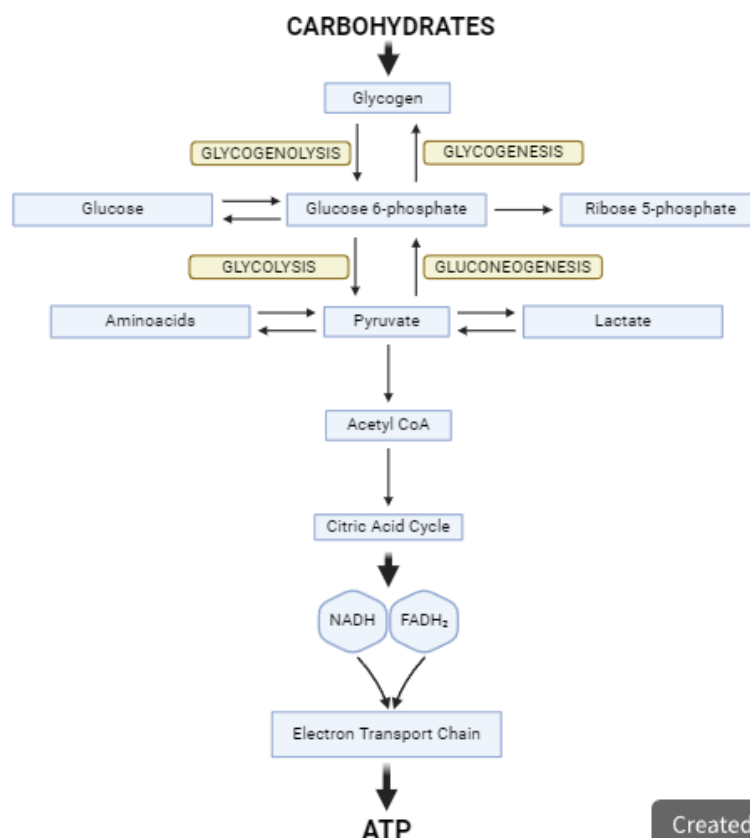 CARBOHYDRATES
Glycogen
GLYCOGENOLYSIS
GLYCOGENESIS
Glucose
Glucose 6-phosphate
Ribose 5-phosphate
GLYCOLYSIS
GLUCONEOGENESIS
Aminoacids
Pyruvate
Lactate
Acetyl CoA
Citric Acid Cycle
NADH
FADH₂
Electron Transport Chain
ATP
Created